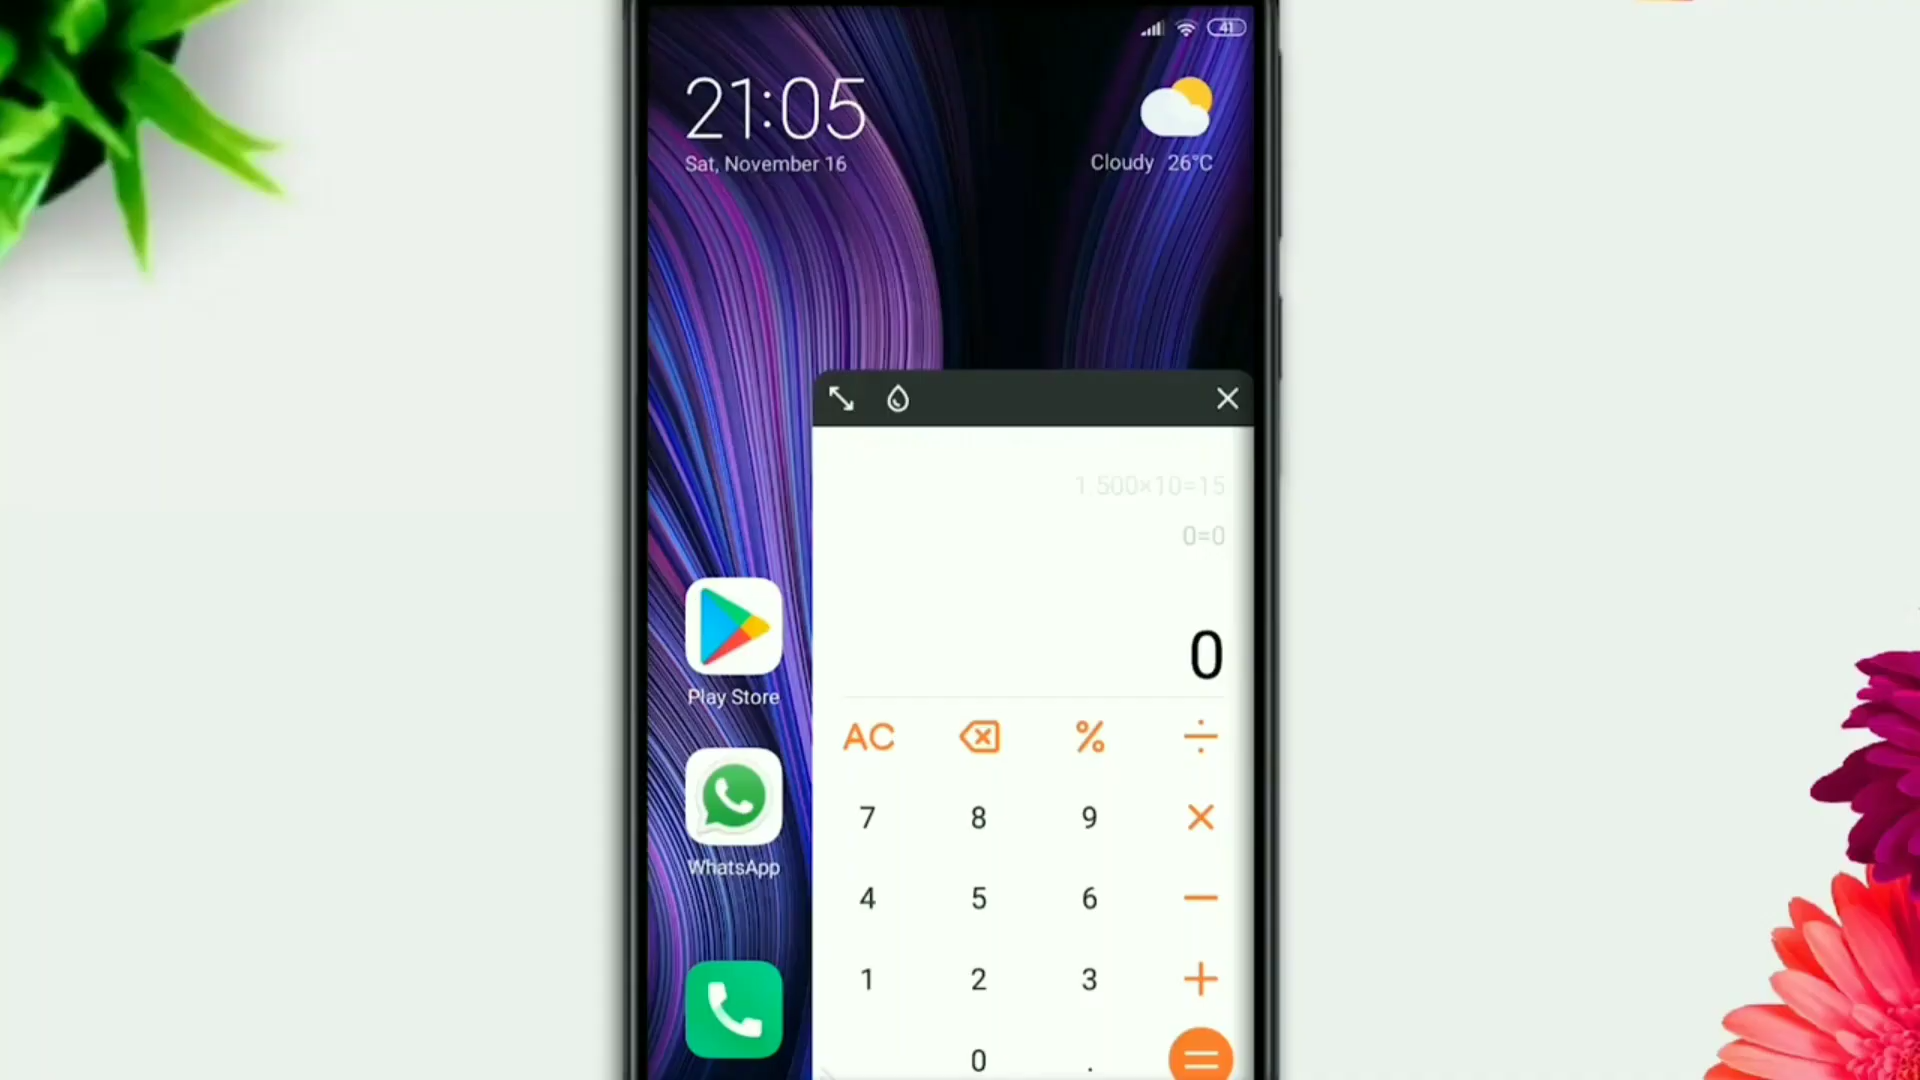 41
21:05
Sat, November 16
Cloudy 26°C
1.500×10=15
0=0
0
Play Store
AC % ÷
7 8 9 ×
WhatsApp
4 5 6 −
1 2 3 +
0 . =